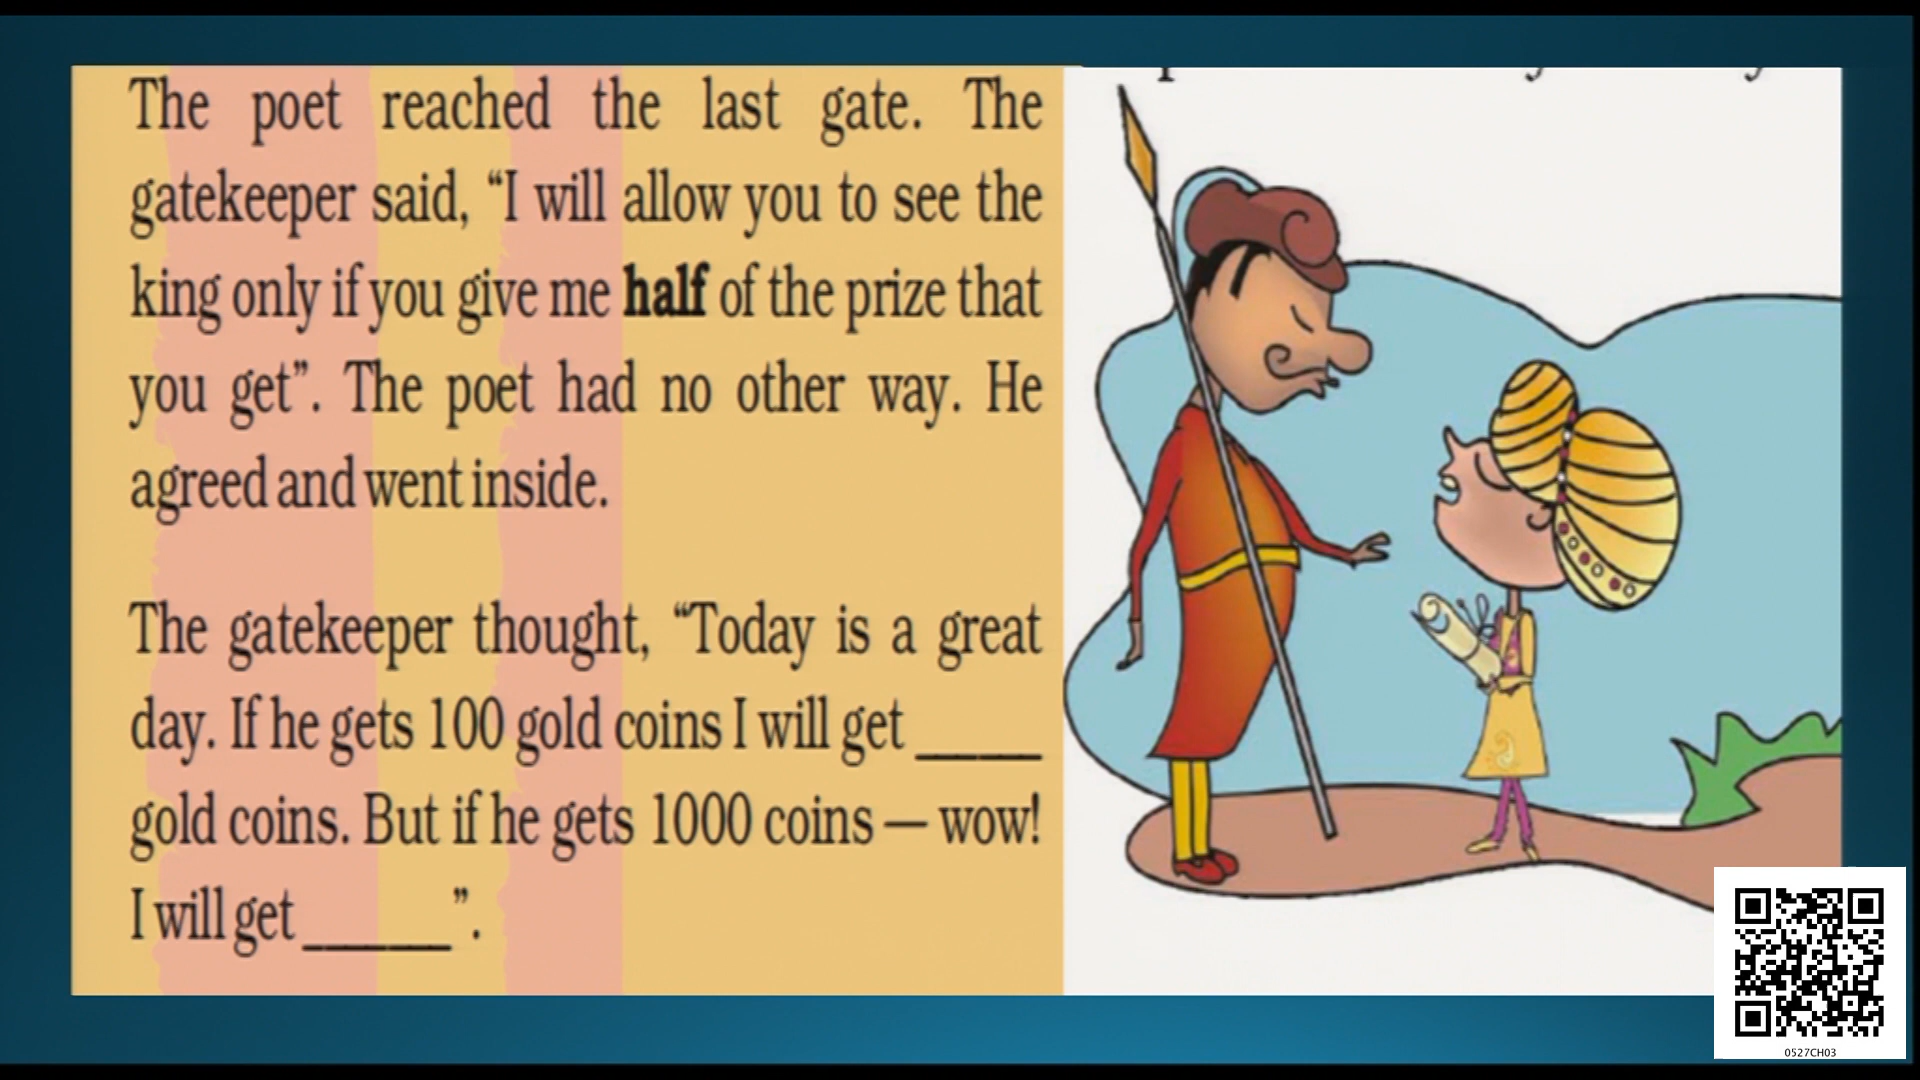 The poet reached the last gate. The
gatekeeper said, “I will allow you to see the
king only if you give me half of the prize that
you get”. The poet had no other way. He
agreed and went inside.
The gatekeeper thought, “Today is a great
day. If he gets 100 gold coins I will get ______
gold coins. But if he gets 1000 coins — wow!
I will get _______ ”.
0527CH03